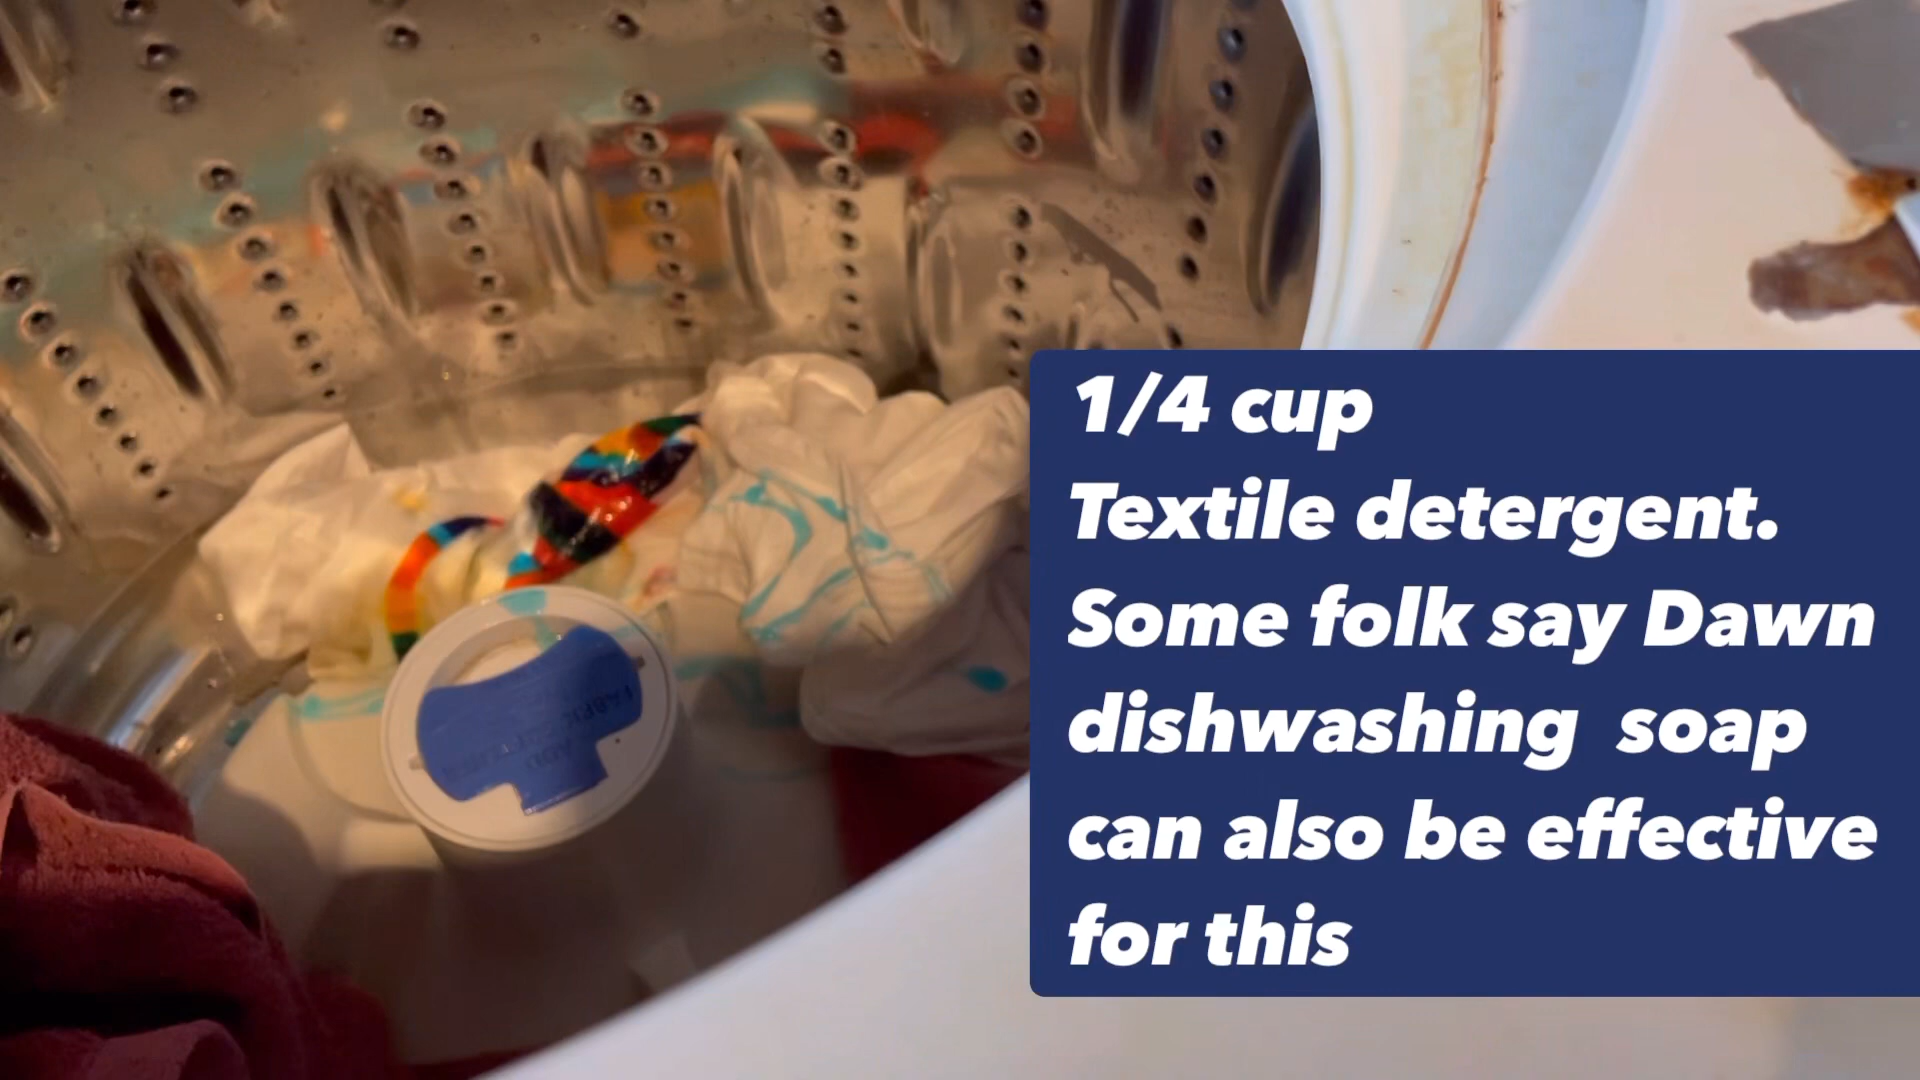 1/4 cup
Textile detergent.
Some folk say Dawn
dishwashing soap
can also be effective
for this